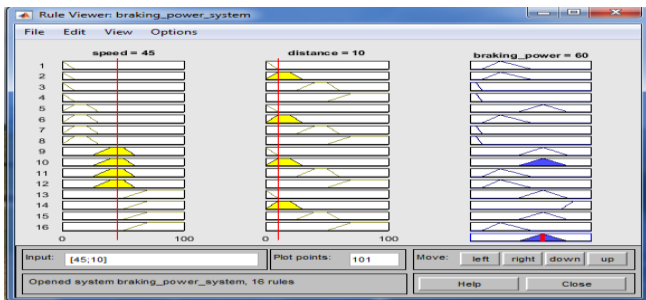 Rule Viewer: braking_power_system
File Edit View Options
speed = 45 distance = 10 braking_power = 60
1
2
3
4
5
6
7
8
9
10
11
12
13
14
15
16
0 100 0 100
Input: [45;10] Plot points: 101 Move: left right down up
Opened system braking_power_system, 16 rules Help Close